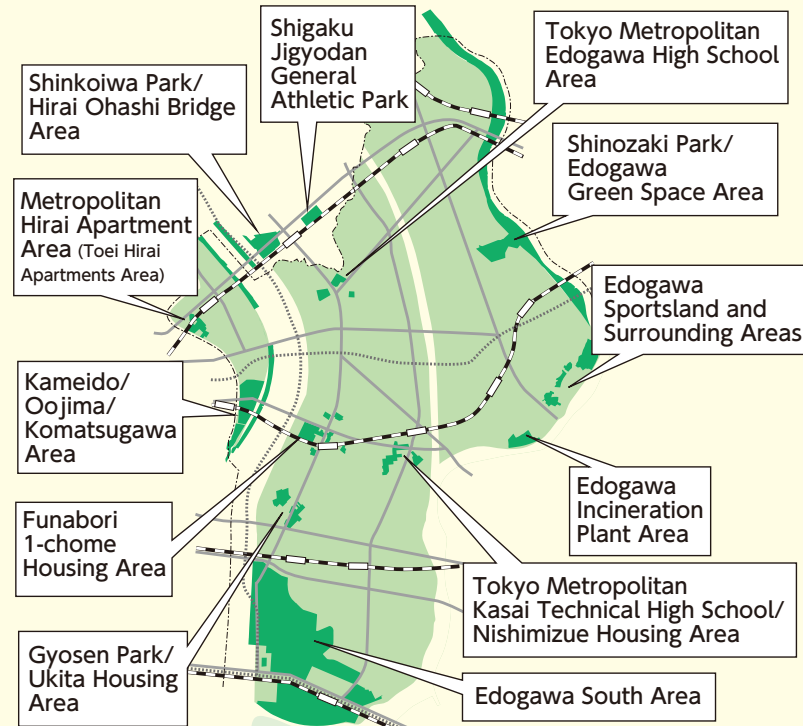 Shigaku
Jigyodan
General
Athletic Park
Tokyo Metropolitan
Edogawa High School
Area
Shinkoiwa Park/
Hirai Ohashi Bridge
Area
Shinozaki Park/
Edogawa
Green Space Area
Metropolitan
Hirai Apartment
Area (Toei Hirai
Apartments Area)
Edogawa
Sportsland and
Surrounding Areas
Kameido/
Oojima/
Komatsugawa
Area
Edogawa
Incineration
Plant Area
Funabori
1-chome
Housing Area
Tokyo Metropolitan
Kasai Technical High School/
Nishimizue Housing Area
Gyosen Park/
Ukita Housing
Area
Edogawa South Area